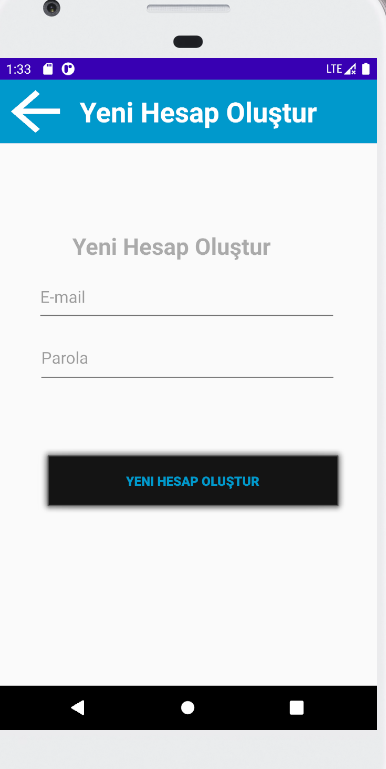 1:33 LTE
Yeni Hesap Oluştur
Yeni Hesap Oluştur
E-mail
Parola
YENİ HESAP OLUŞTUR